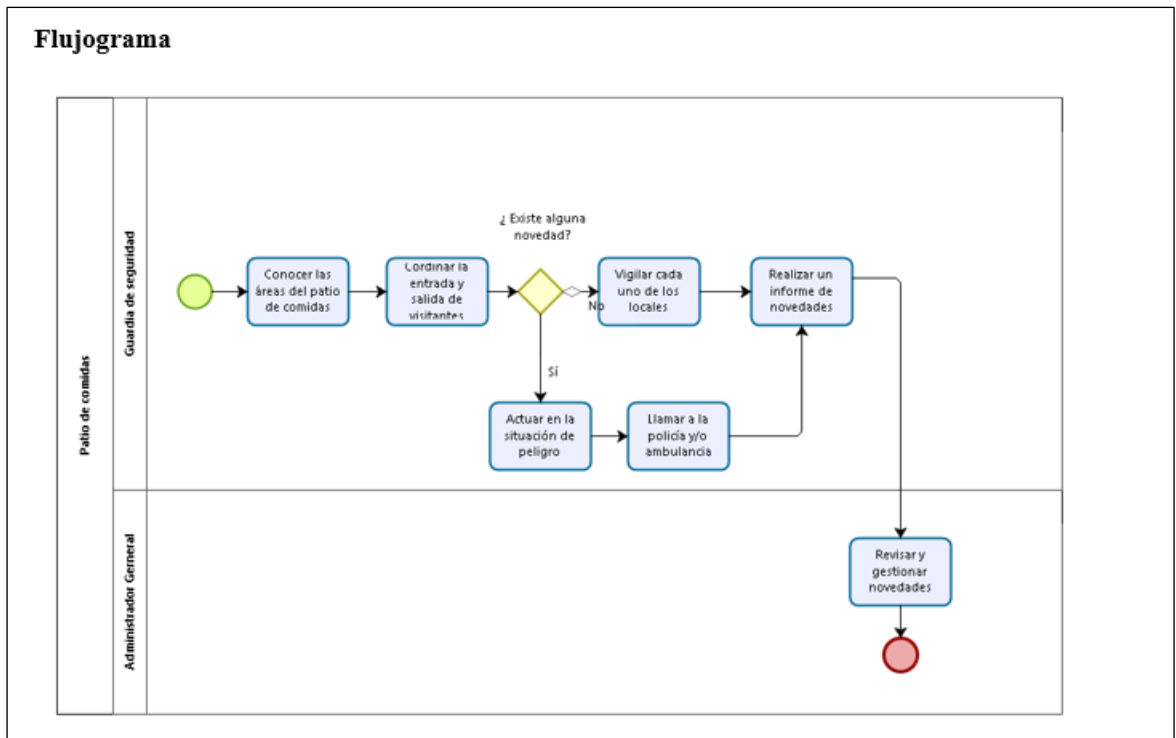 Flujograma
Patio de comidas
Guardia de seguridad
Conocer las
áreas del patio
de comidas
Cordinar la
entrada y
salida de
visitantes
¿ Existe alguna
novedad?
No
Vigilar cada
uno de los
locales
Realizar un
informe de
novedades
Sí
Actuar en la
situación de
peligro
Llamar a la
policía y/o
ambulancia
Administrador Gerneral
Revisar y
gestionar
novedades